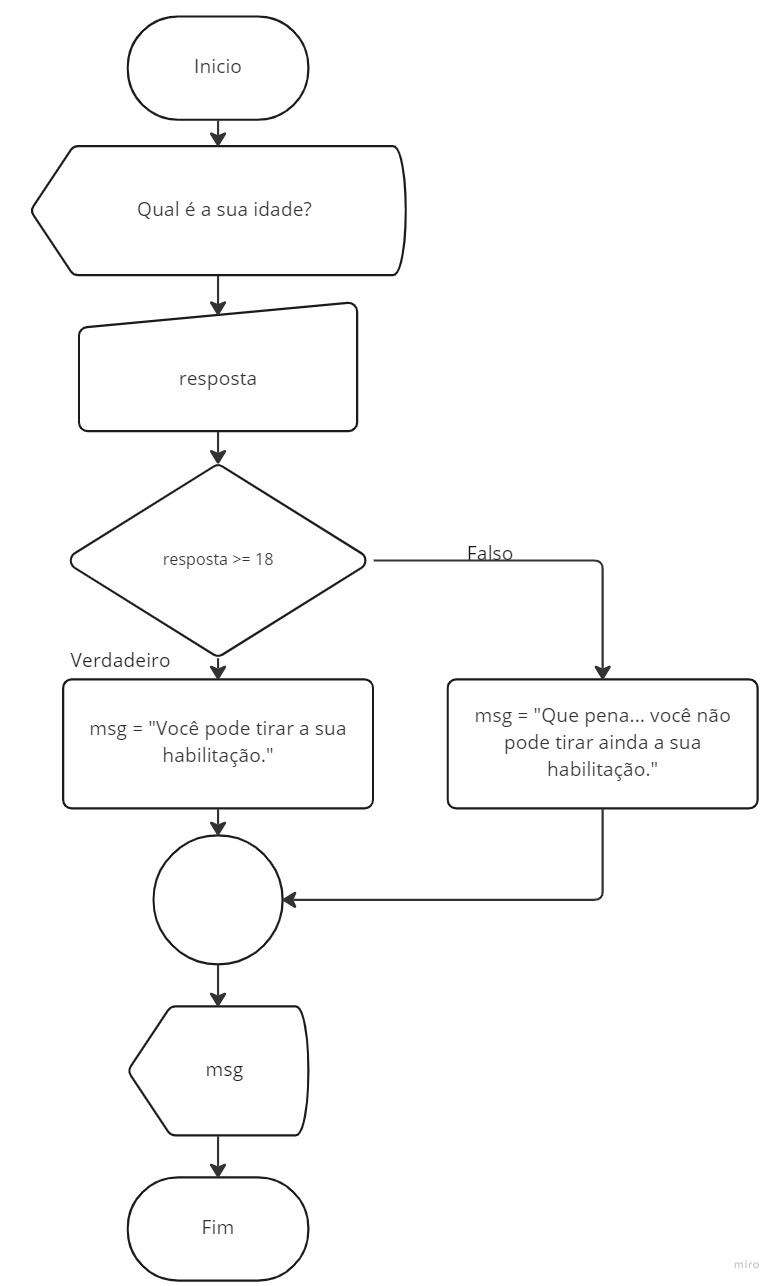 Inicio
Qual é a sua idade?
resposta
resposta >= 18
Falso
Verdadeiro
msg = "Você pode tirar a sua
habilitação."
msg = "Que pena... você não
pode tirar ainda a sua
habilitação."
msg
Fim
miro